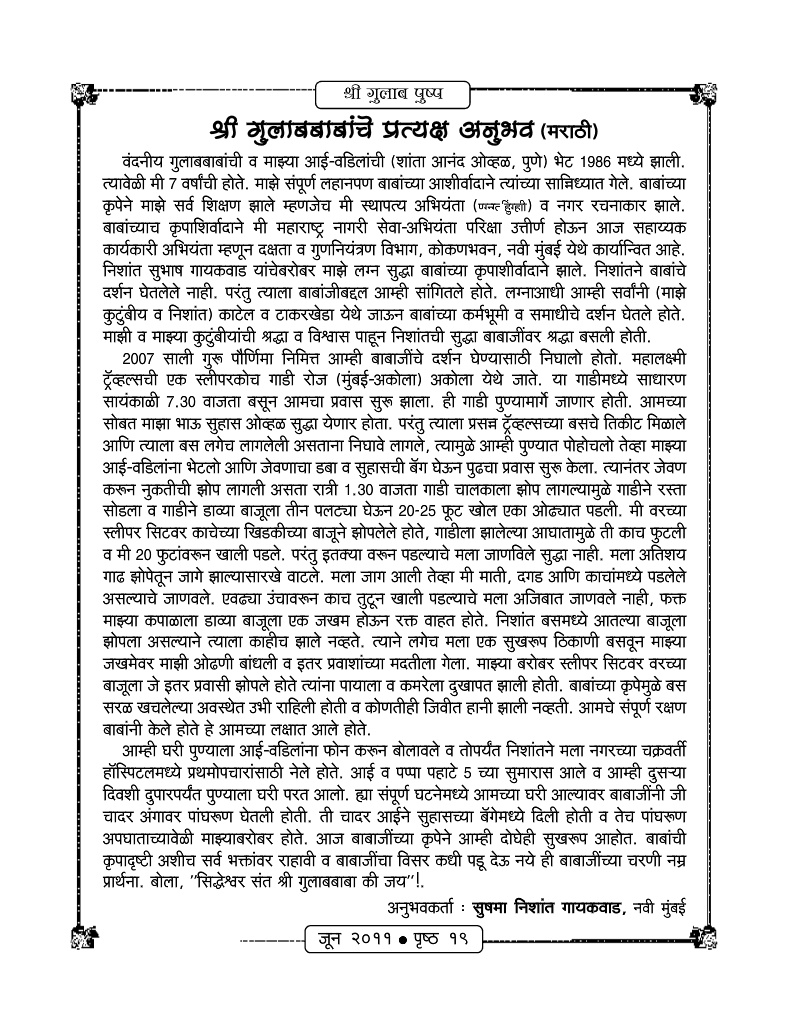 श्री गुलाब पुष्प
श्री गुलाबबाबांचे प्रत्यक्ष अनुभव (मराठी)
वंदनीय गुलाबबाबांची व माझ्या आई-वडिलांची (शांता आनंद ओव्हळ, पुणे) भेट 1986 मध्ये झाली.
त्यावेळी मी 7 वर्षांची होते. माझे संपूर्ण लहानपण बाबांच्या आशीर्वादाने त्यांच्या सान्निध्यात गेले. बाबांच्या
कृपेने माझे सर्व शिक्षण झाले म्हणजेच मी स्थापत्य अभियंता व नगर रचनाकार झाले.
बाबांच्याच कृपाशिर्वादाने मी महाराष्ट्र नागरी सेवा-अभियंता परिक्षा उत्तीर्ण होऊन आज सहाय्यक
कार्यकारी अभियंता म्हणून दक्षता व गुणनियंत्रण विभाग, कोकणभवन, नवी मुंबई येथे कार्यान्वित आहे.
निशांत सुभाष गायकवाड यांचेबरोबर माझे लग्न सुद्धा बाबांच्या कृपाशीर्वादाने झाले. निशांतने बाबांचे
दर्शन घेतलेले नाही. परंतु त्याला बाबांजीबद्दल आम्ही सांगितले होते. लग्नाआधी आम्ही सर्वांनी (माझे
कुटुंबीय व निशांत) काटेल व टाकरखेडा येथे जाऊन बाबांच्या कर्मभूमी व समाधीचे दर्शन घेतले होते.
माझी व माझ्या कुटुंबीयांची श्रद्धा व विश्वास पाहून निशांतची सुद्धा बाबाजींवर श्रद्धा बसली होती.
2007 साली गुरू पौर्णिमा निमित्त आम्ही बाबाजींचे दर्शन घेण्यासाठी निघालो होतो. महालक्ष्मी
ट्रॅव्हल्सची एक स्लीपरकोच गाडी रोज (मुंबई-अकोला) अकोला येथे जाते. या गाडीमध्ये साधारण
सायंकाळी 7.30 वाजता बसून आमचा प्रवास सुरू झाला. ही गाडी पुण्यामार्गे जाणार होती. आमच्या
सोबत माझा भाऊ सुहास ओव्हळ सुद्धा येणार होता. परंतु त्याला प्रसन्न ट्रॅव्हल्सच्या बसचे तिकीट मिळाले
आणि त्याला बस लगेच लागलेली असताना निघावे लागले, त्यामुळे आम्ही पुण्यात पोहोचलो तेव्हा माझ्या
आई-वडिलांना भेटलो आणि जेवणाचा डबा व सुहासची बॅग घेऊन पुढचा प्रवास सुरू केला. त्यानंतर जेवण
करून नुकतीची झोप लागली असता रात्री 1.30 वाजता गाडी चालकाला झोप लागल्यामुळे गाडीने रस्ता
सोडला व गाडीने डाव्या बाजूला तीन पलट्या घेऊन 20-25 फूट खोल एका ओढ्यात पडली. मी वरच्या
स्लीपर सिटवर काचेच्या खिडकीच्या बाजूने झोपलेले होते, गाडीला झालेल्या आघातामुळे ती काच फुटली
व मी 20 फुटांवरून खाली पडले. परंतु इतक्या वरून पडल्याचे मला जाणविले सुद्धा नाही. मला अतिशय
गाढ झोपेतून जागे झाल्यासारखे वाटले. मला जाग आली तेव्हा मी माती, दगड आणि काचांमध्ये पडलेले
असल्याचे जाणवले. एवढ्या उंचावरून काच तुटून खाली पडल्याचे मला अजिबात जाणवले नाही, फक्त
माझ्या कपाळाला डाव्या बाजूला एक जखम होऊन रक्त वाहत होते. निशांत बसमध्ये आतल्या बाजूला
झोपला असल्याने त्याला काहीच झाले नव्हते. त्याने लगेच मला एक सुखरूप ठिकाणी बसवून माझ्या
जखमेवर माझी ओढणी बांधली व इतर प्रवाशांच्या मदतीला गेला. माझ्या बरोबर स्लीपर सिटवर वरच्या
बाजूला जे इतर प्रवासी झोपले होते त्यांना पायाला व कमरेला दुखापत झाली होती. बाबांच्या कृपेमुळे बस
सरळ खचलेल्या अवस्थेत उभी राहिली होती व कोणतीही जिवीत हानी झाली नव्हती. आमचे संपूर्ण रक्षण
बाबांनी केले होते हे आमच्या लक्षात आले होते.
आम्ही घरी पुण्याला आई-वडिलांना फोन करून बोलावले व तोपर्यंत निशांतने मला नगरच्या चक्रवर्ती
हॉस्पिटलमध्ये प्रथमोपचारांसाठी नेले होते. आई व पप्पा पहाटे 5 च्या सुमारास आले व आम्ही दुसऱ्या
दिवशी दुपारपर्यंत पुण्याला घरी परत आलो. ह्या संपूर्ण घटनेमध्ये आमच्या घरी आल्यावर बाबाजींनी जी
चादर अंगावर पांघरूण घेतली होती. ती चादर आईने सुहासच्या बॅगेमध्ये दिली होती व तेच पांघरूण
अपघाताच्यावेळी माझ्याबरोबर होते. आज बाबाजींच्या कृपेने आम्ही दोघेही सुखरूप आहोत. बाबांची
कृपादृष्टी अशीच सर्व भक्तांवर राहावी व बाबाजींचा विसर कधी पडू देऊ नये ही बाबाजींच्या चरणी नम्र
प्रार्थना. बोला, "सिद्धेश्वर संत श्री गुलाबबाबा की जय"!.
अनुभवकर्ता : सुषमा निशांत गायकवाड, नवी मुंबई
जून २०११ ● पृष्ठ १९